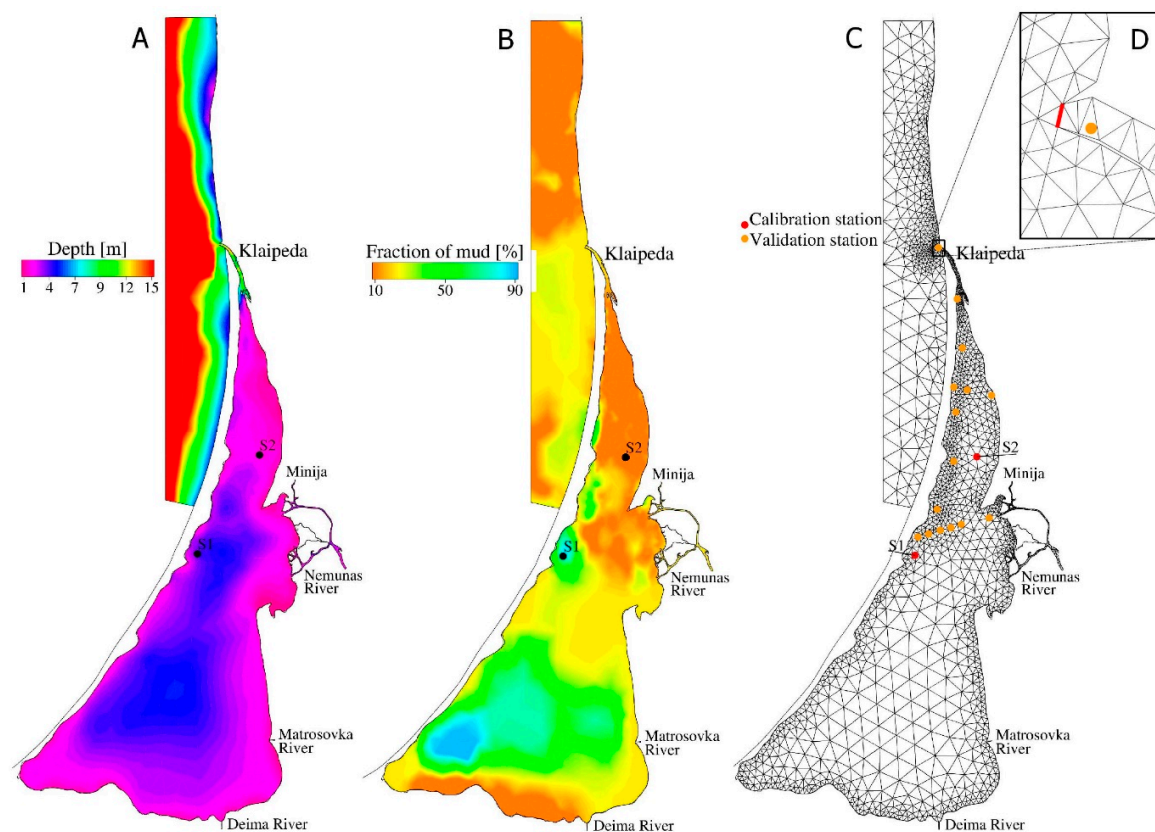 A
Depth [m]
1 4 7 9 12 15
Klaipeda
S2
Minija
S1
Nemunas
River
Matrosovka
River
Deima River
B
Fraction of mud [%]
10 50 90
Klaipeda
S2
Minija
S1
Nemunas
River
Matrosovka
River
Deima River
C
D
Calibration station
Validation station
Klaipeda
S2
Minija
S1
Nemunas
River
Matrosovka
River
Deima River